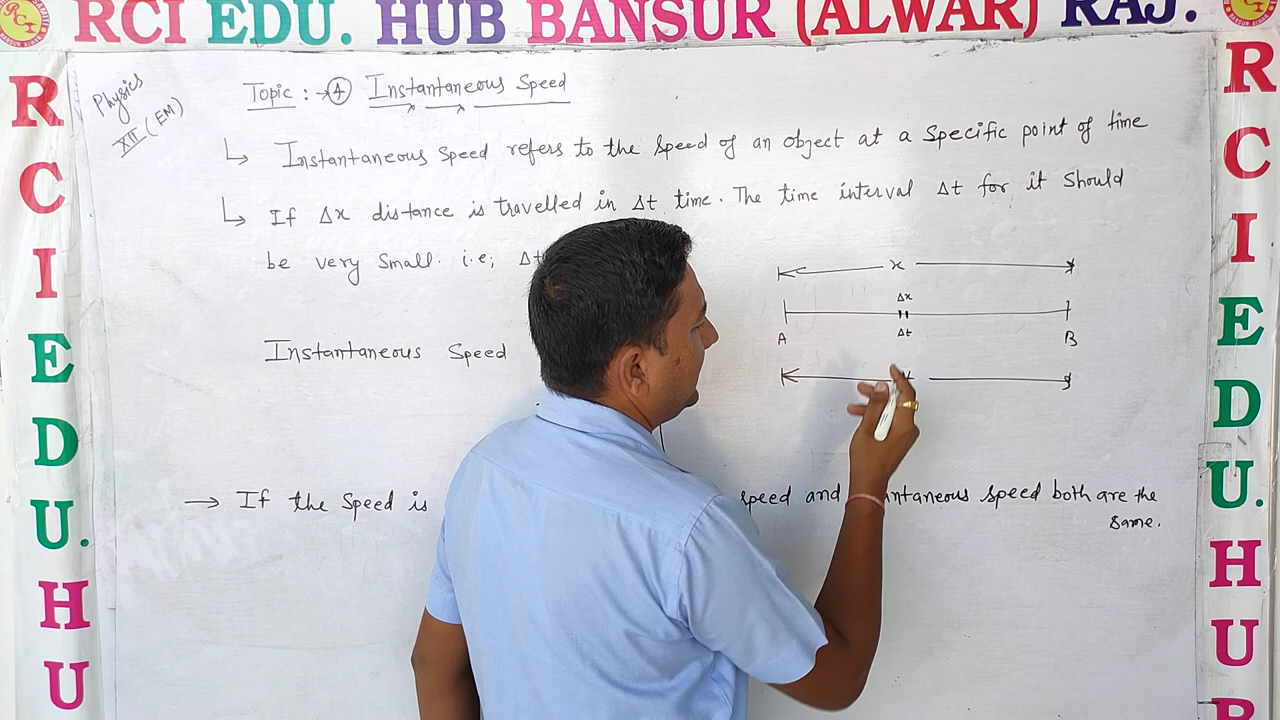 RCI EDU. HUB BANSUR (ALWAR) RAJ.
R
C
I
E
D
U.
H
U
Physics
XII (EM)
Topic : → 4 Instantaneous Speed
Instantaneous Speed refers to the speed of an object at a specific point of time
If Δx distance is travelled in Δt time. The time interval Δt for it should
be very small. i.e; Δt
x
Δx
A
Δt
B
Instantaneous Speed
→ If the Speed is speed and antaneous speed both are the
same.
R
C
I
E
D
U.
H
U